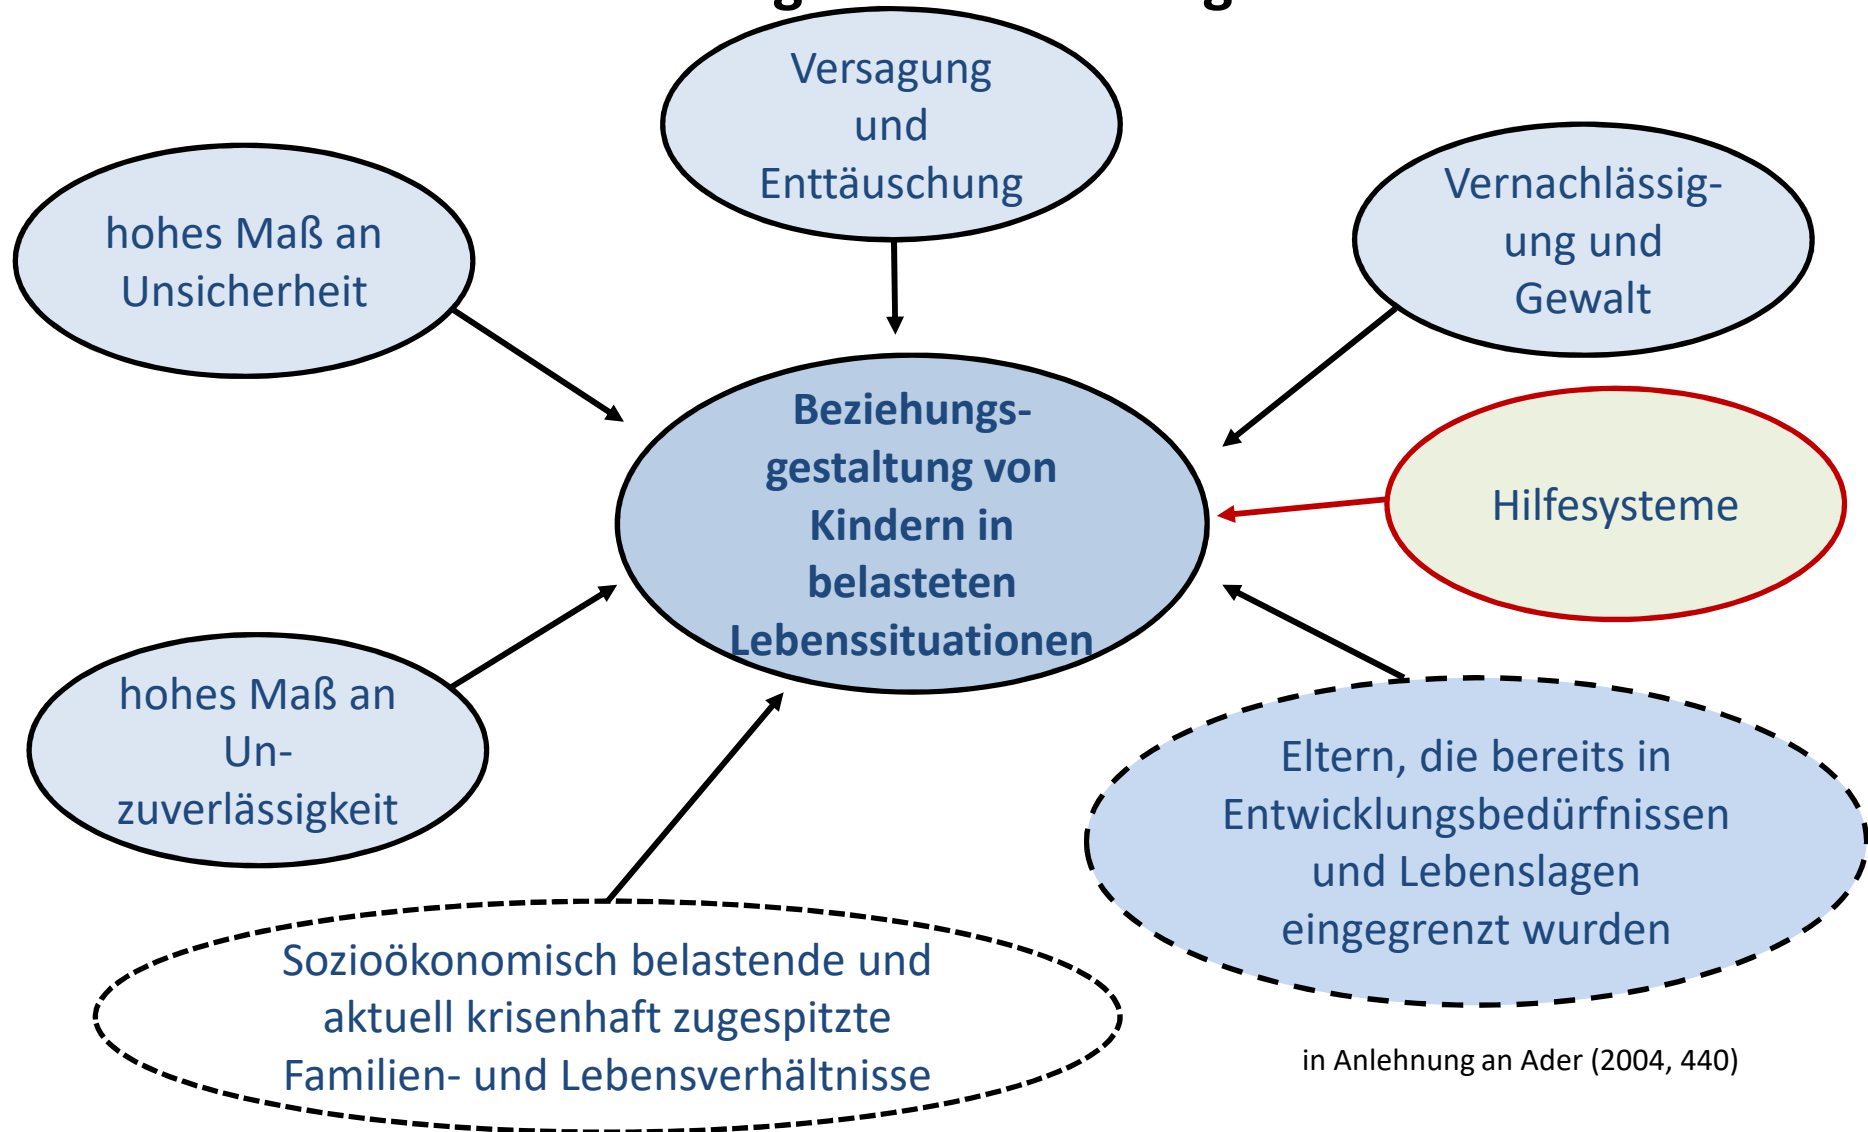 Versagung
und
Enttäuschung
hohes Maß an
Unsicherheit
Vernachlässig-
ung und
Gewalt
Beziehungs-
gestaltung von
Kindern in
belasteten
Lebenssituationen
Hilfesysteme
hohes Maß an
Un-
zuverlässigkeit
Eltern, die bereits in
Entwicklungsbedürfnissen
und Lebenslagen
eingegrenzt wurden
Sozioökonomisch belastende und
aktuell krisenhaft zugespitzte
Familien- und Lebensverhältnisse
in Anlehnung an Ader (2004, 440)